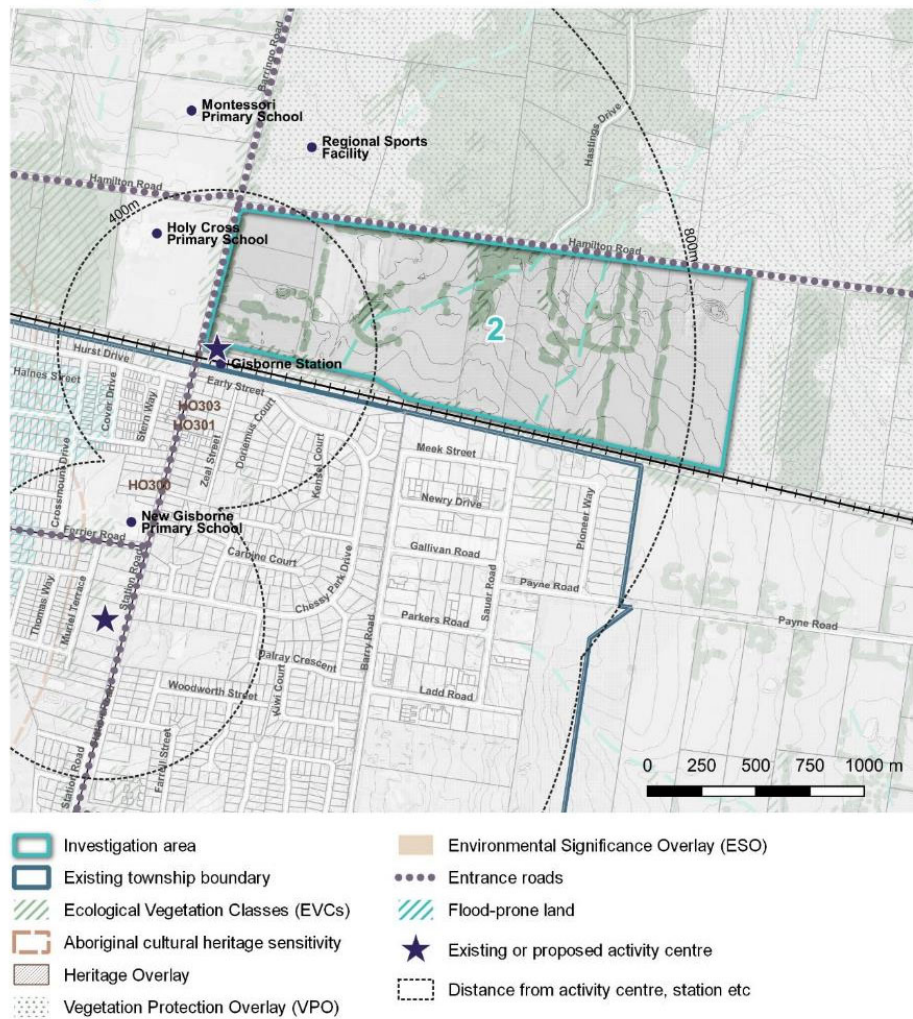 Barringo Road
Montessori
Primary School
Regional Sports
Facility
Hastings Drive
Hamilton Road
400m
Holy Cross
Primary School
Hamilton Road
800m
2
Hurst Drive
Gisborne Station
Haines Street
Cover Drive
Stern Way
Early Street
HO303
HO301
Zeal Street
Doriemus Court
Kensel Court
Crossmount Drive
Meek Street
HO300
Newry Drive
Pioneer Way
New Gisborne
Primary School
Ferrier Road
Station Road
Carbine Court
Gallivan Road
Chessy Park Drive
Sauer Road
Payne Road
Thomas Way
Muriel Terrace
Barry Road
Parkers Road
Payne Road
Dalray Crescent
Woodworth Street
Kiwi Court
Ladd Road
Station Road
Farrell Street
Station Road
0 250 500 750 1000 m
Investigation area
Existing township boundary
Ecological Vegetation Classes (EVCs)
Aboriginal cultural heritage sensitivity
Heritage Overlay
Vegetation Protection Overlay (VPO)
Environmental Significance Overlay (ESO)
Entrance roads
Flood-prone land
Existing or proposed activity centre
Distance from activity centre, station etc